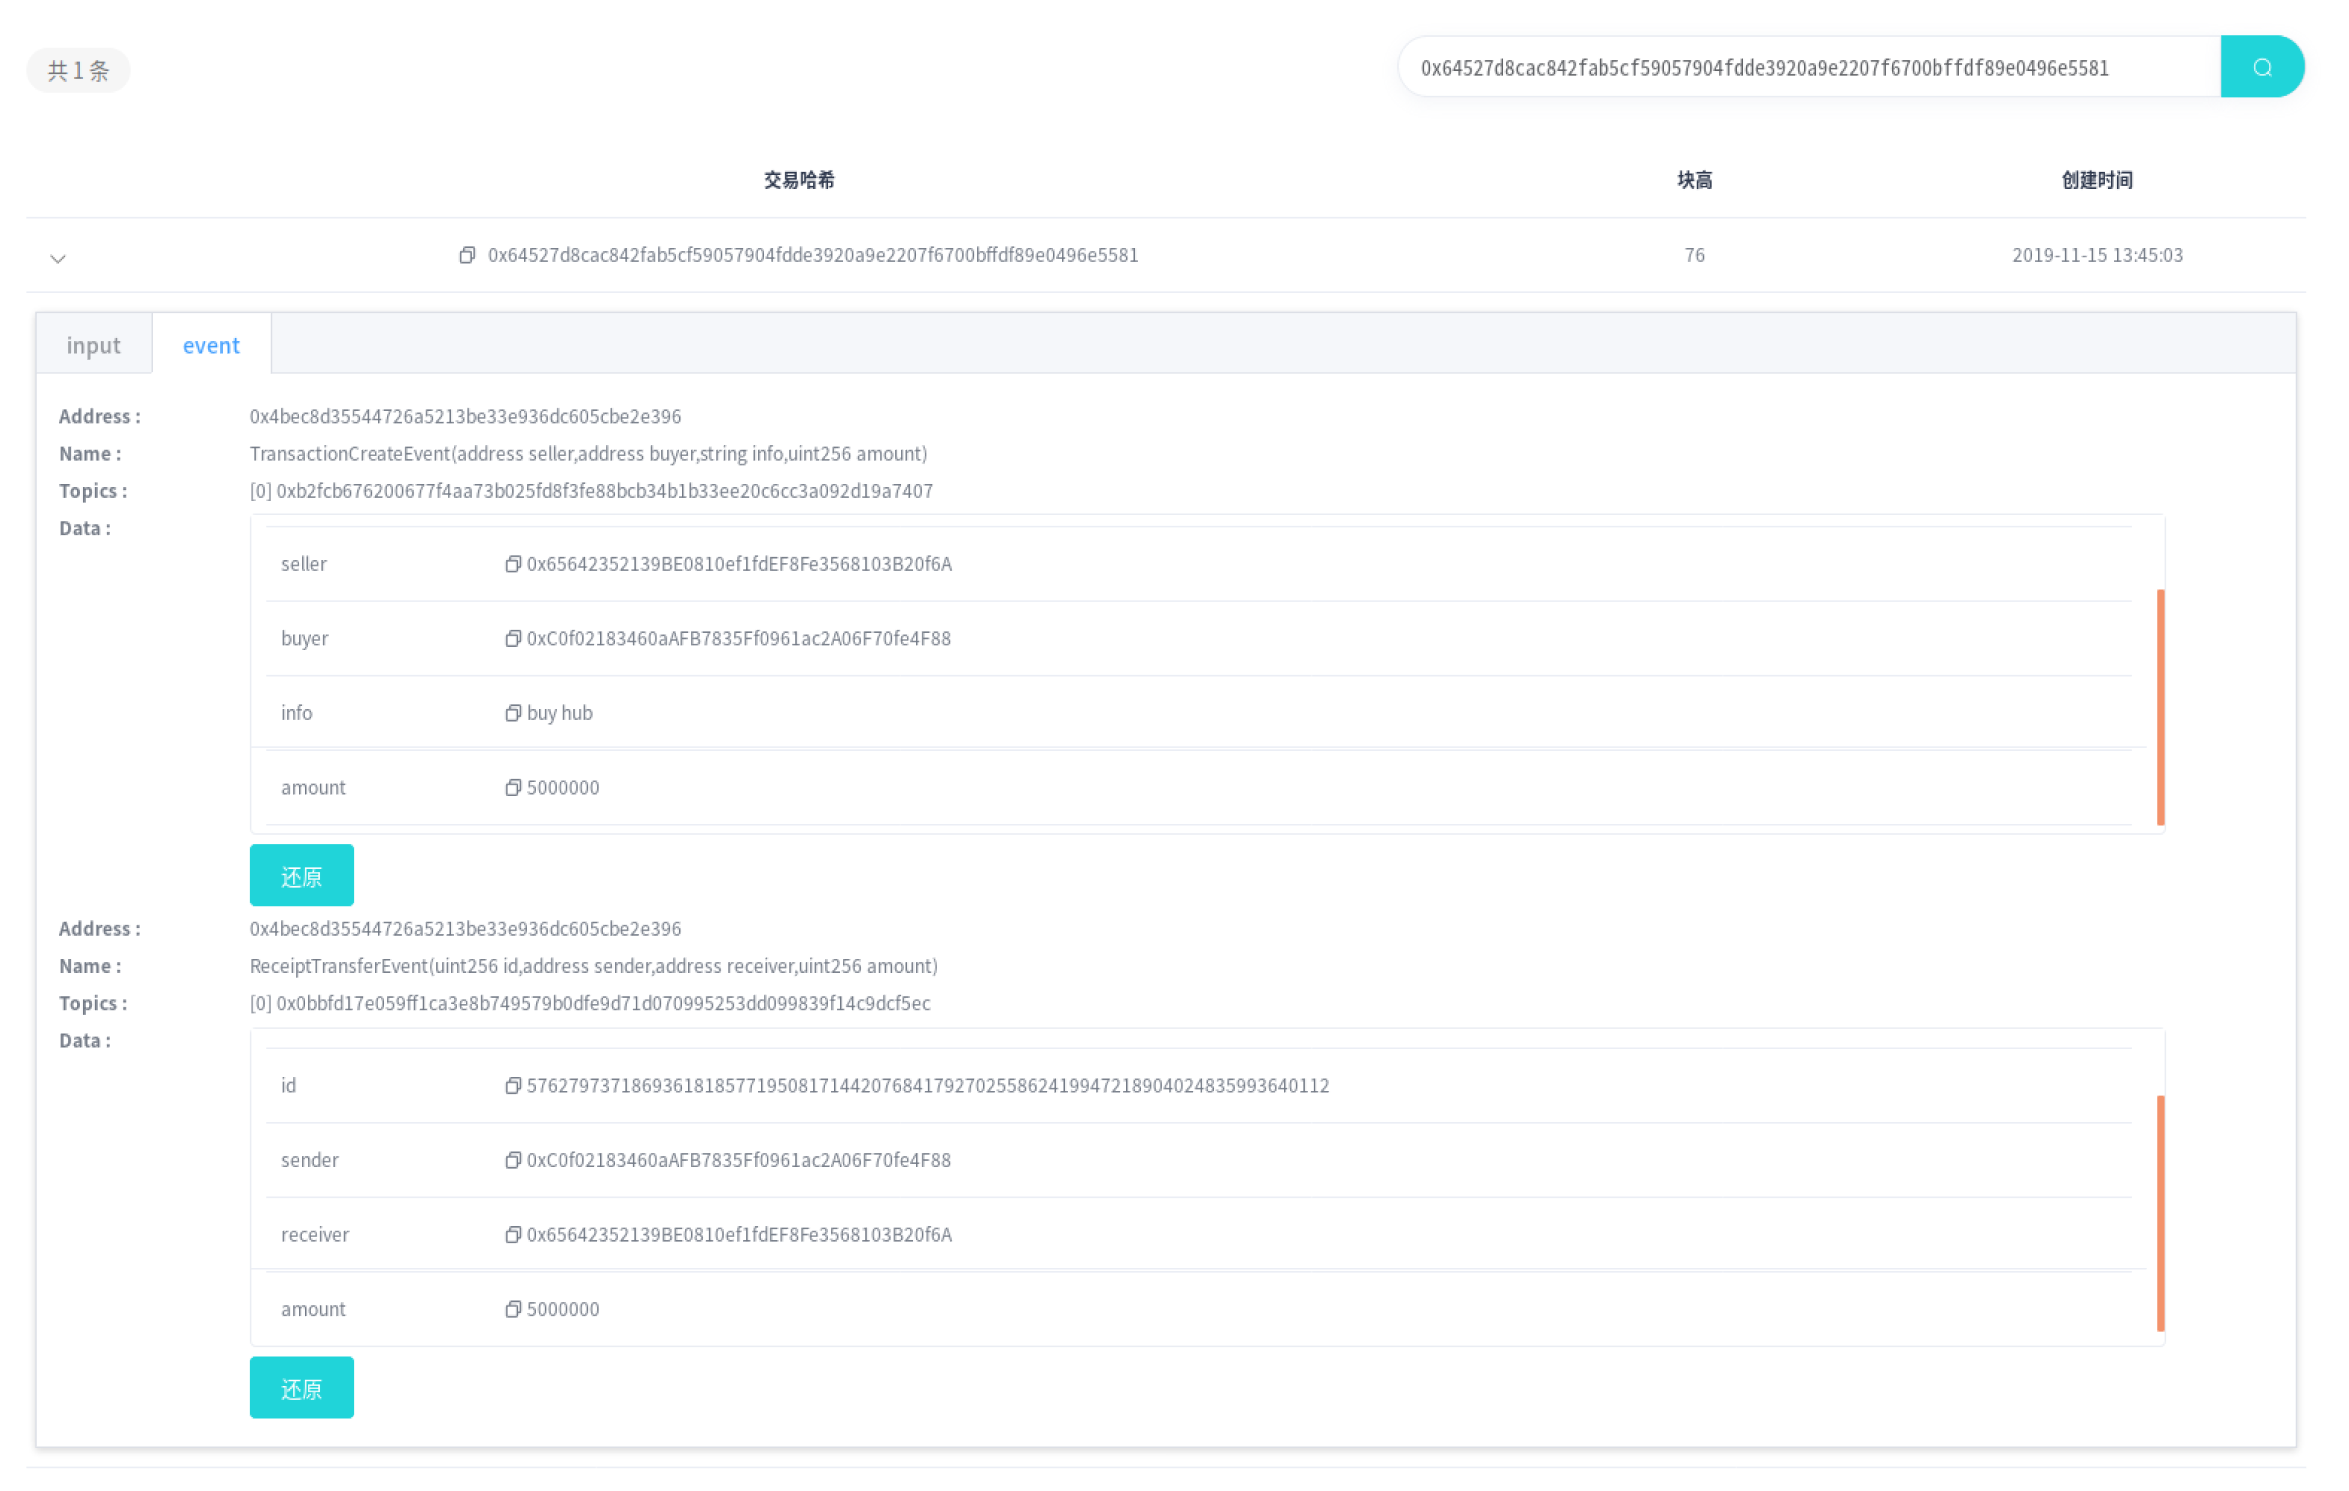 共 1 条
0x64527d8cac842fab5cf59057904fdde3920a9e2207f6700bffdf89e0496e5581
交易哈希 块高 创建时间
0x64527d8cac842fab5cf59057904fdde3920a9e2207f6700bffdf89e0496e5581 76 2019-11-15 13:45:03
input event
Address : 0x4bec8d35544726a5213be33e936dc605cbe2e396
Name : TransactionCreateEvent(address seller,address buyer,string info,uint256 amount)
Topics : [0] 0xb2fcb676200677f4aa73b025fd8f3fe88bcb34b1b33ee20c6cc3a092d19a7407
Data :
seller 0x65642352139BE0810ef1fdEF8Fe3568103B20f6A
buyer 0xC0f02183460aAFB7835Ff0961ac2A06F70fe4F88
info buy hub
amount 5000000
还原
Address : 0x4bec8d35544726a5213be33e936dc605cbe2e396
Name : ReceiptTransferEvent(uint256 id,address sender,address receiver,uint256 amount)
Topics : [0] 0x0bbfd17e059ff1ca3e8b749579b0dfe9d71d070995253dd099839f14c9dcf5ec
Data :
id 57627973718693618185771950817144207684179270255862419947218904024835993640112
sender 0xC0f02183460aAFB7835Ff0961ac2A06F70fe4F88
receiver 0x65642352139BE0810ef1fdEF8Fe3568103B20f6A
amount 5000000
还原